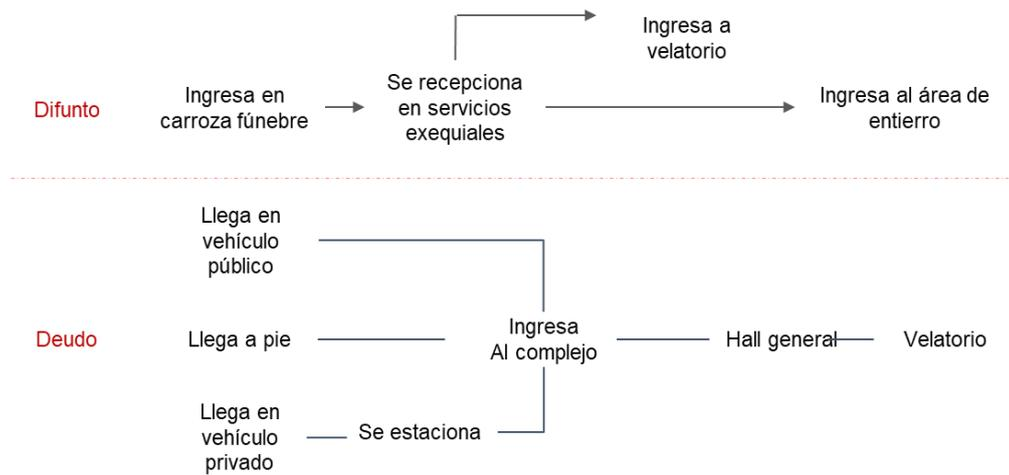 Ingresa a
velatorio
Difunto
Ingresa en
carroza fúnebre
Se recepciona
en servicios
exequiales
Ingresa al área de
entierro
Llega en
vehículo
público
Deudo
Llega a pie
Ingresa
Al complejo
Hall general
Velatorio
Llega en
vehículo
privado
Se estaciona